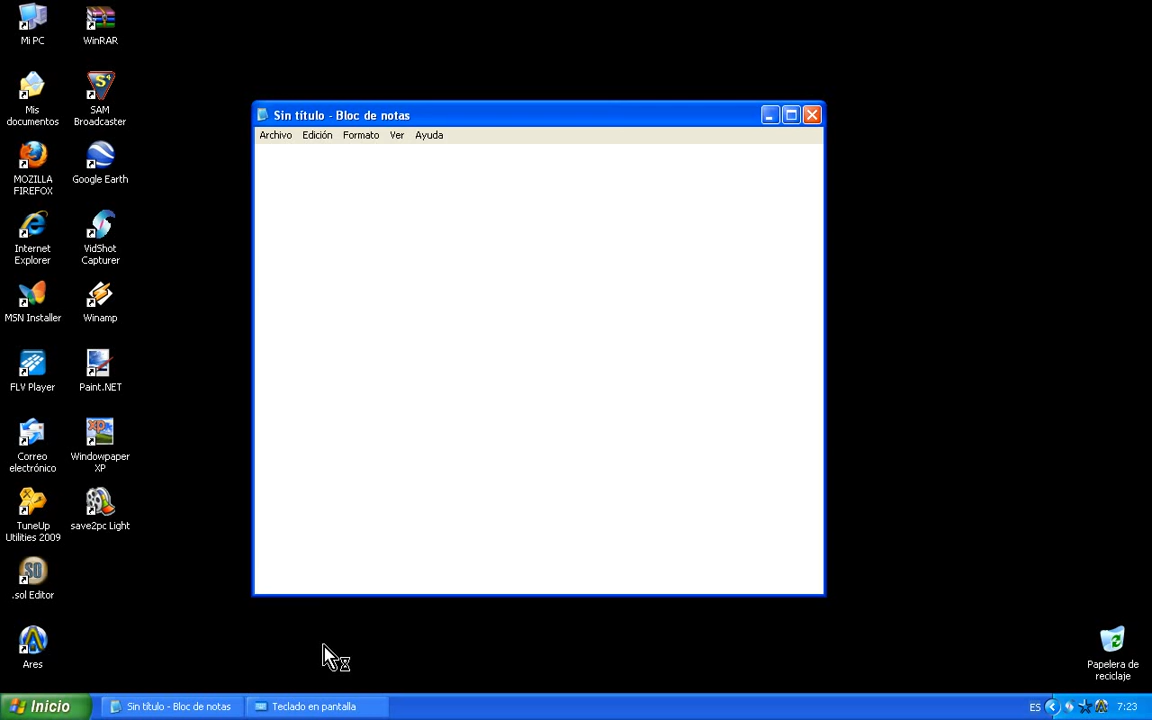 Mi PC
WinRAR
Mis
documentos
SAM
Broadcaster
MOZILLA
FIREFOX
Google Earth
Internet
Explorer
VidShot
Capturer
MSN Installer
Winamp
FLV Player
Paint.NET
Correo
electrónico
Windowpaper
XP
TuneUp
Utilities 2009
save2pc Light
.sol Editor
Ares
Sin título - Bloc de notas
Archivo Edición Formato Ver Ayuda
Papelera de
reciclaje
Inicio
Sin título - Bloc de notas
Teclado en pantalla
ES
7:23